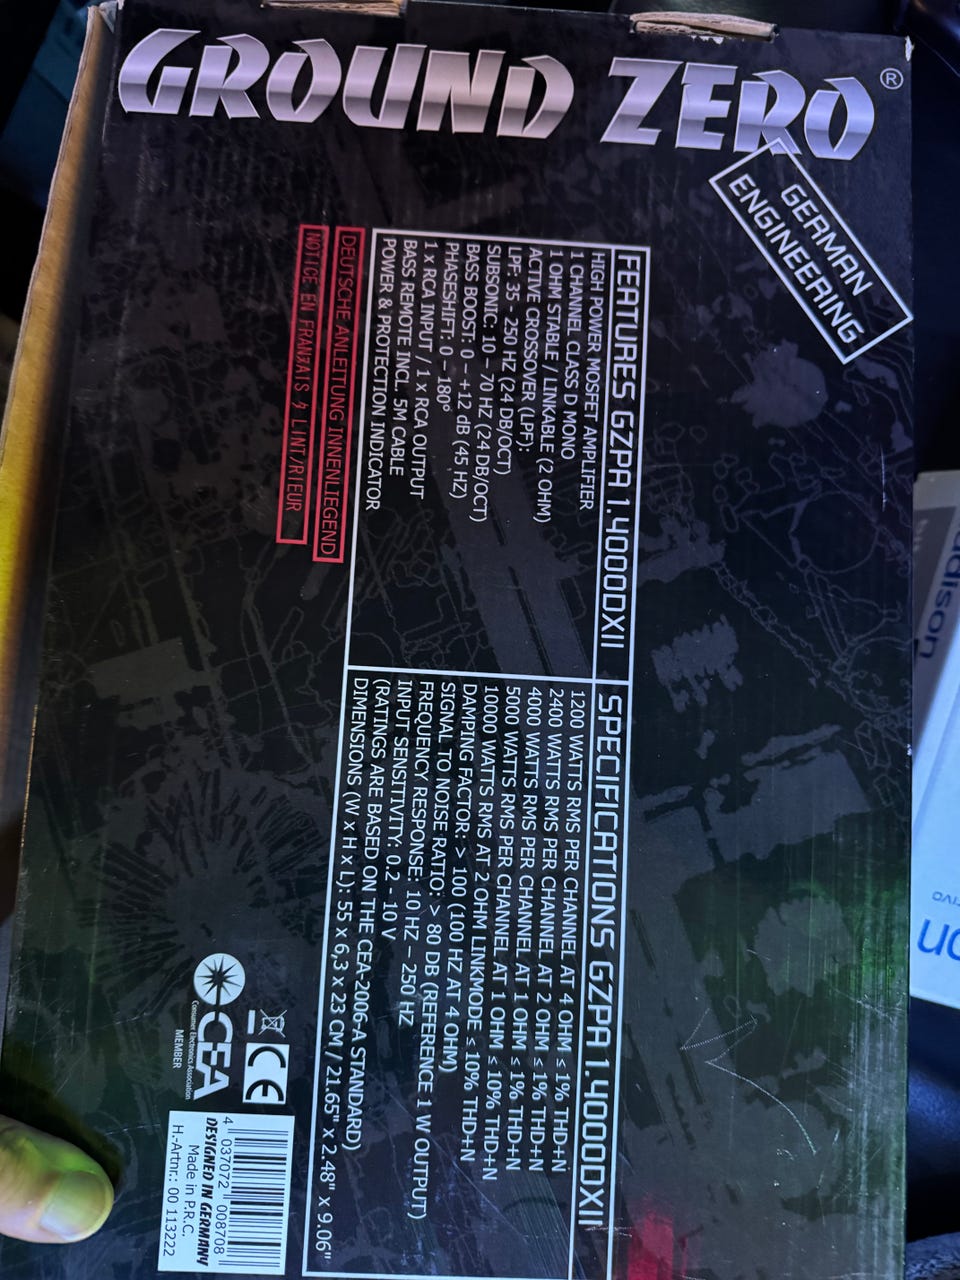 GROUND ZERO®
GERMAN
ENGINEERING
FEATURES GZPA 1.4000DXII
HIGH POWER MOSFET AMPLIFIER
1 CHANNEL CLASS D MONO
1 OHM STABLE / LINKABLE (2 OHM)
ACTIVE CROSSOVER (LPF):
LPF: 35 - 250 HZ (24 DB/OCT)
SUBSONIC: 10 - 70 HZ (24 DB/OCT)
BASS BOOST: 0 - +12 dB (45 HZ)
PHASESHIFT: 0 - 180°
1 x RCA INPUT / 1 x RCA OUTPUT
BASS REMOTE INCL. 5M CABLE
POWER & PROTECTION INDICATOR
DEUTSCHE ANLEITUNG INNENLIEGEND
SPECIFICATIONS GZPA 1.4000DXII
1200 WATTS RMS PER CHANNEL AT 4 OHM ≤ 1% THD+N
2400 WATTS RMS PER CHANNEL AT 2 OHM ≤ 1% THD+N
4000 WATTS RMS PER CHANNEL AT 1 OHM ≤ 1% THD+N
5000 WATTS RMS PER CHANNEL AT 1 OHM ≤ 10% THD+N
10000 WATTS RMS AT 2 OHM LINKMODE ≤ 10% THD+N
DAMPING FACTOR: > 100 (100 HZ AT 4 OHM)
SIGNAL TO NOISE RATIO: > 80 DB (REFERENCE 1 W OUTPUT)
FREQUENCY RESPONSE: 10 HZ - 250 HZ
INPUT SENSITIVITY: 0.2 - 10 V
(RATINGS ARE BASED ON THE CEA-2006-A STANDARD)
DIMENSIONS (W x H x L): 55 x 6,3 x 23 CM / 21.65" x 2.48" x 9.06"
NOTICE EN FRAN AIS LINT/RIEUR
CE
CEA
Consumer Electronics Association
MEMBER
4 037072 008708
DESIGNED IN GERMANY
Made in P.R.C.
H.-Artnr.: 00 113222